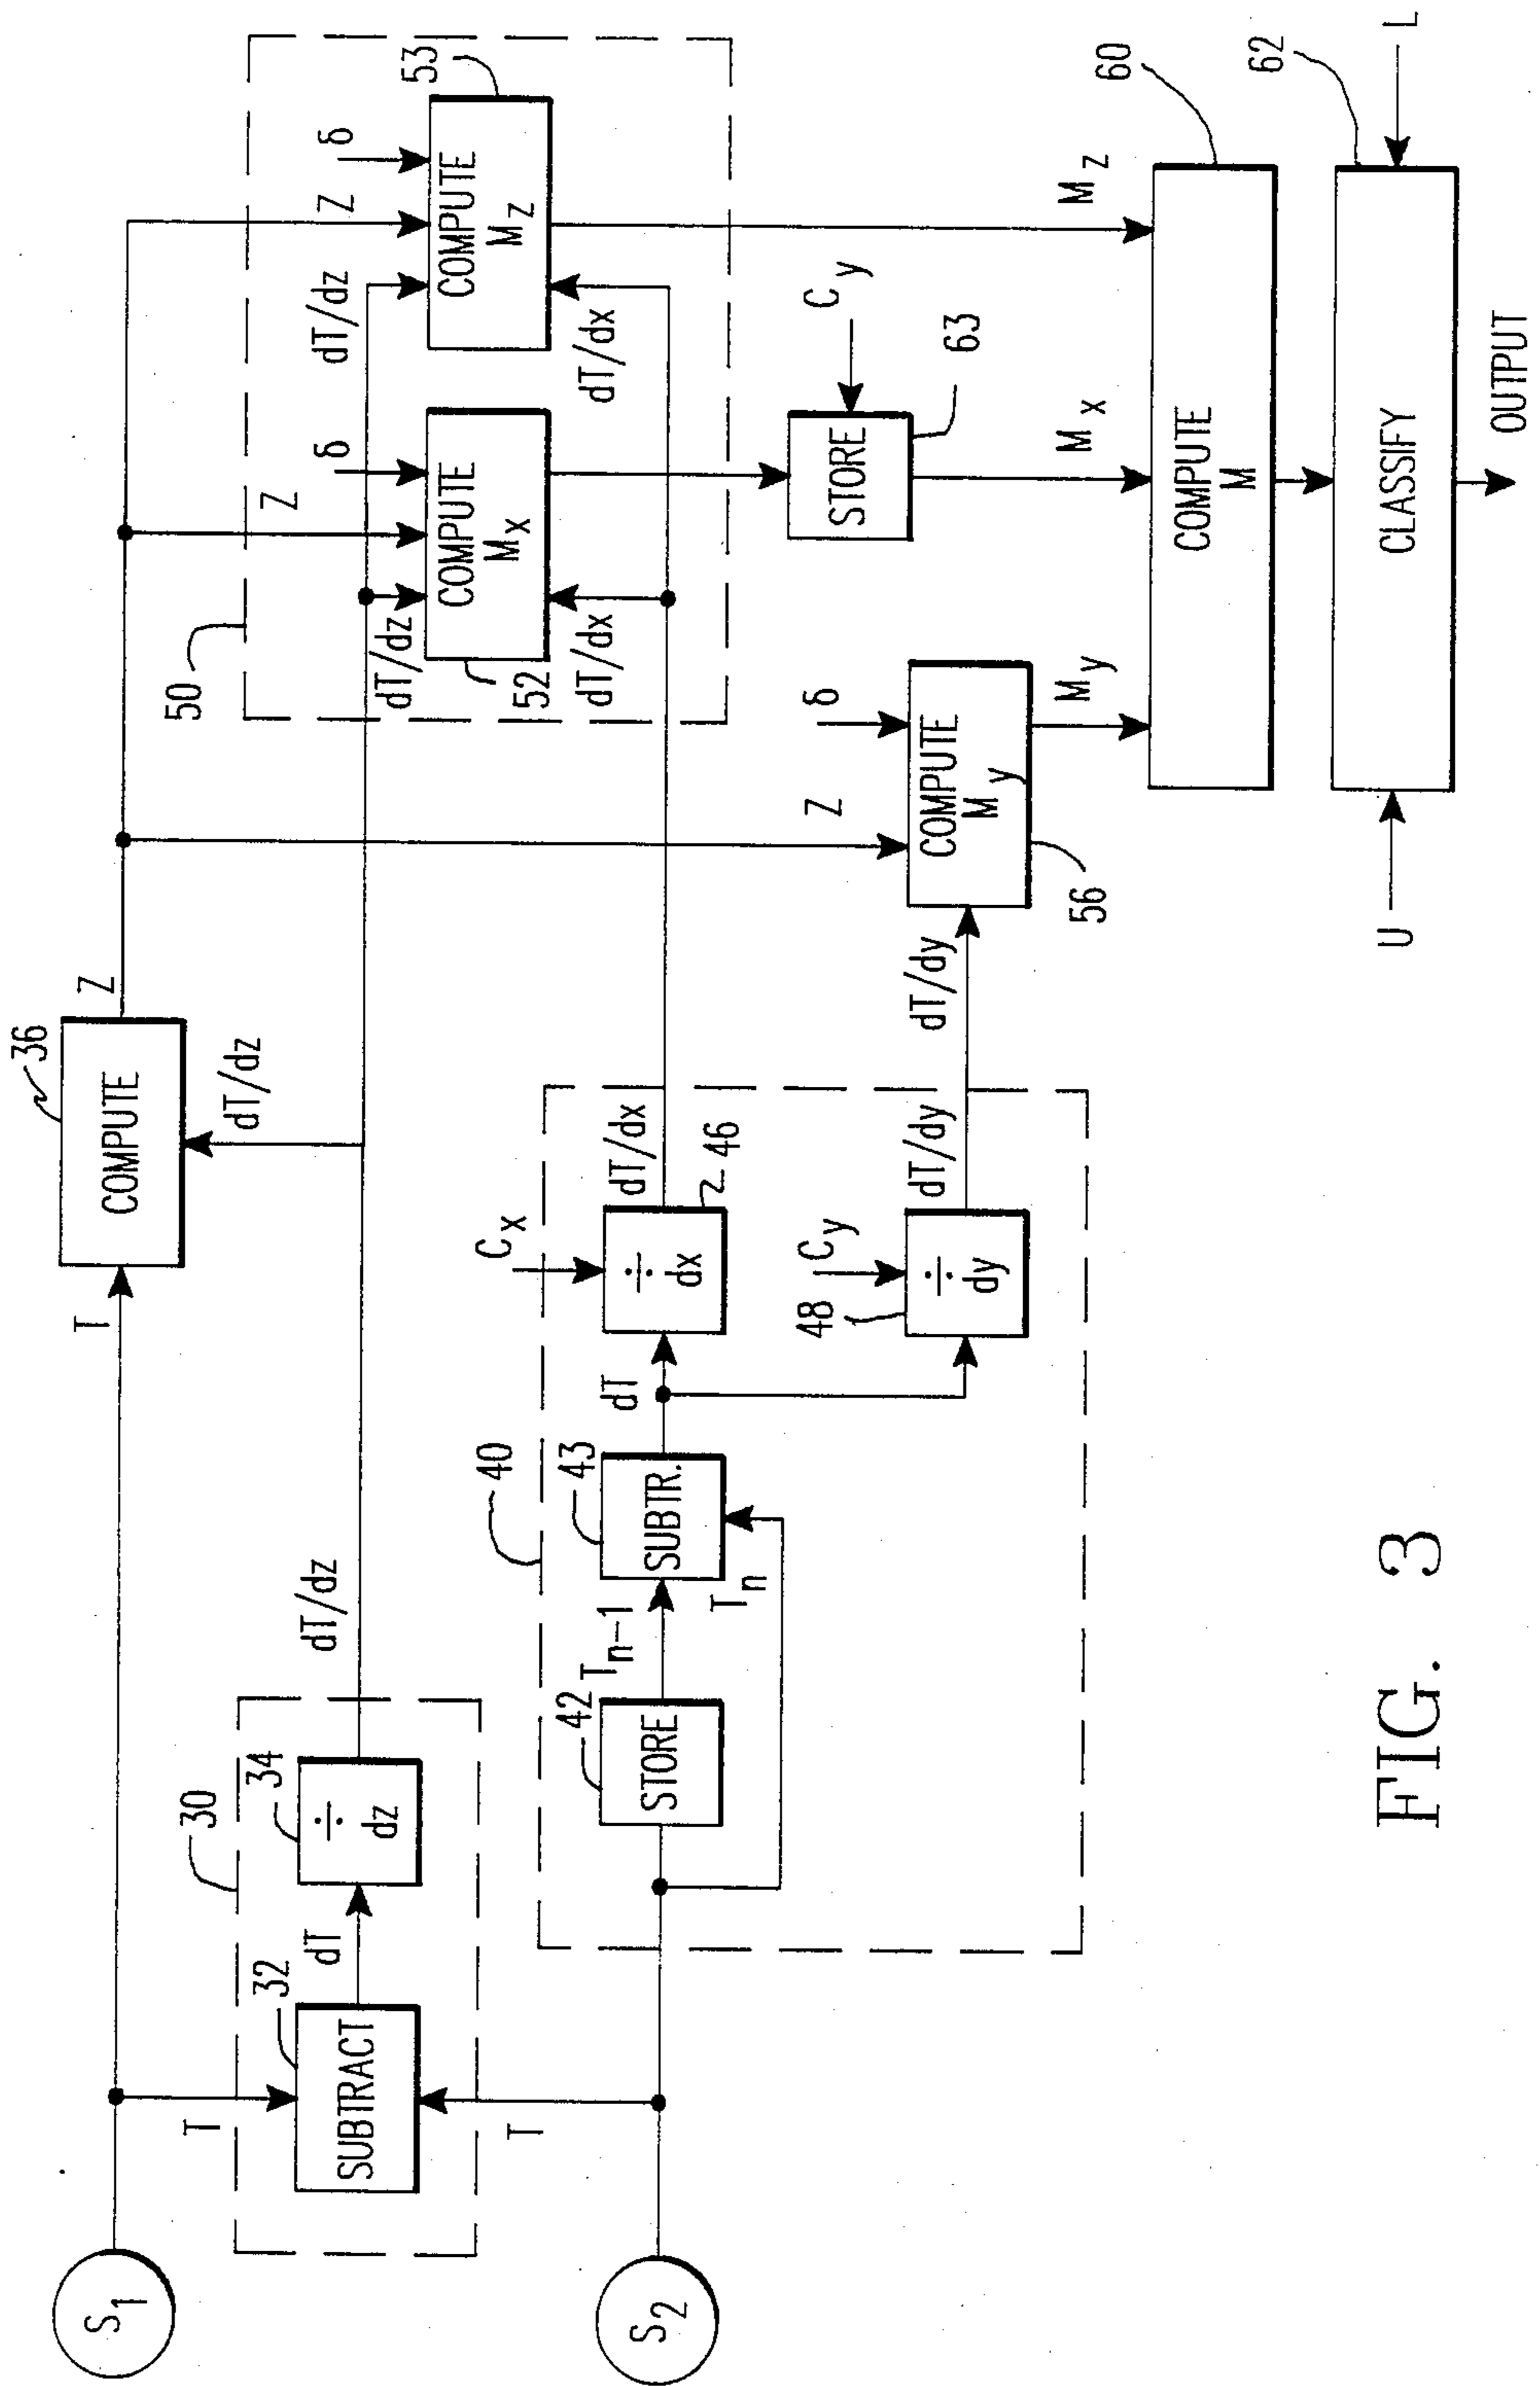 S1
T
36
COMPUTE
Z
dT/dz
T
30
32
SUBTRACT
dT
34
÷
dz
dT/dz
T
S2
40
42
STORE
Tn-1
Tn
43
SUBTR.
dT
Cx
÷
dx
46
dT/dx
Cy
48
÷
dy
dT/dy
dT/dy
50
dT/dz
Z
δ
COMPUTE
Mx
52
dT/dx
dT/dz
Z
δ
53
COMPUTE
Mz
dT/dx
Z
δ
COMPUTE
My
56
STORE
Cy
63
My
Mx
Mz
60
COMPUTE
M
62
U
CLASSIFY
L
OUTPUT
FIG. 3